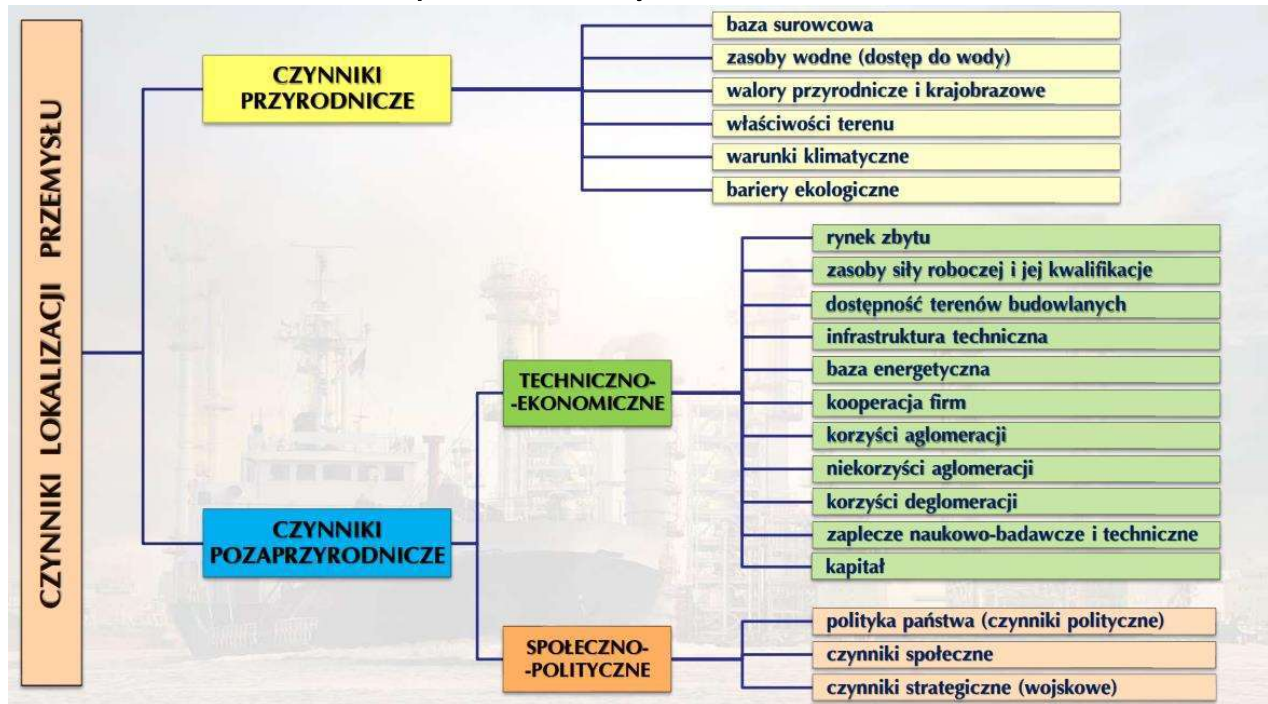 CZYNNIKI LOKALIZACJI PRZEMYSŁU
CZYNNIKI
PRZYRODNICZE
baza surowcowa
zasoby wodne (dostęp do wody)
walory przyrodnicze i krajobrazowe
właściwości terenu
warunki klimatyczne
bariery ekologiczne
CZYNNIKI
POZAPRZYRODNICZE
TECHNICZNO-
-EKONOMICZNE
rynek zbytu
zasoby siły roboczej i jej kwalifikacje
dostępność terenów budowlanych
infrastruktura techniczna
baza energetyczna
kooperacja firm
korzyści aglomeracji
niekorzyści aglomeracji
korzyści deglomeracji
zaplecze naukowo-badawcze i techniczne
kapitał
SPOŁECZNO-
-POLITYCZNE
polityka państwa (czynniki polityczne)
czynniki społeczne
czynniki strategiczne (wojskowe)